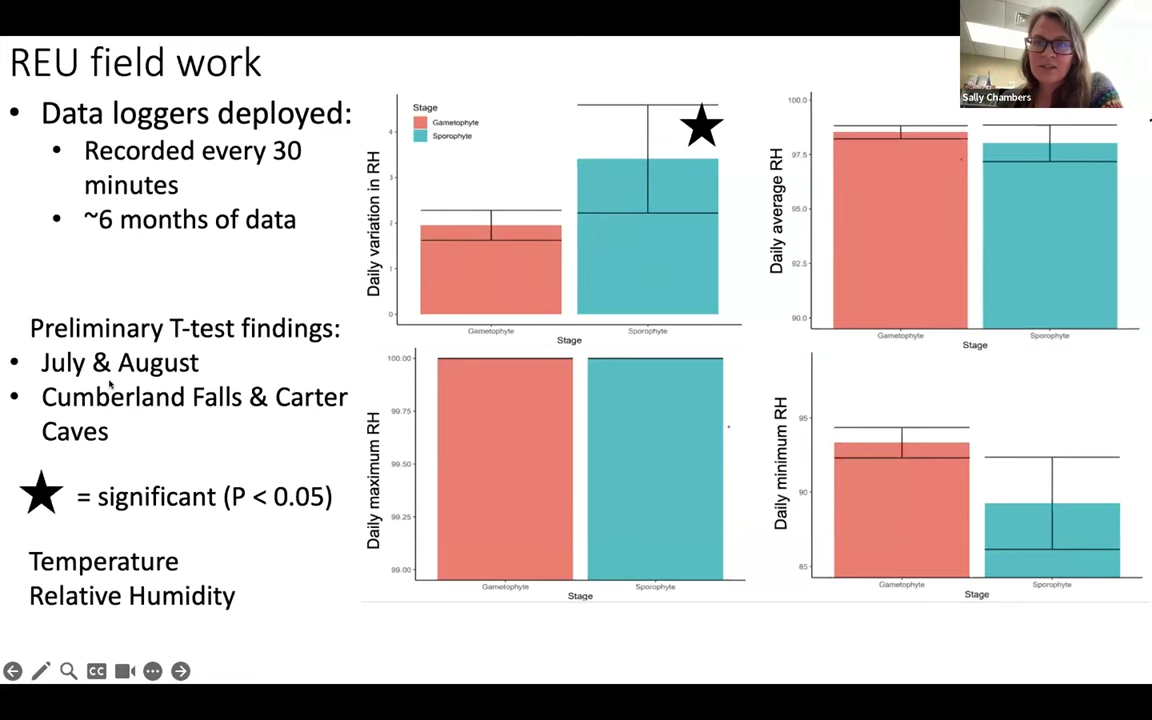 REU field work
• Data loggers deployed:
• Recorded every 30
minutes
• ~6 months of data
Preliminary T-test findings:
• July & August
• Cumberland Falls & Carter
Caves
= significant (P < 0.05)
Temperature
Relative Humidity
Stage
Gametophyte
Sporophyte
Daily variation in RH
4
3
2
1
0
Gametophyte
Sporophyte
Stage
Daily average RH
100.0
97.5
95.0
92.5
90.0
Gametophyte
Sporophyte
Stage
Daily maximum RH
100.00
99.75
99.50
99.25
99.00
Gametophyte
Sporophyte
Stage
Daily minimum RH
95
90
85
Gametophyte
Sporophyte
Stage
Sally Chambers
CC